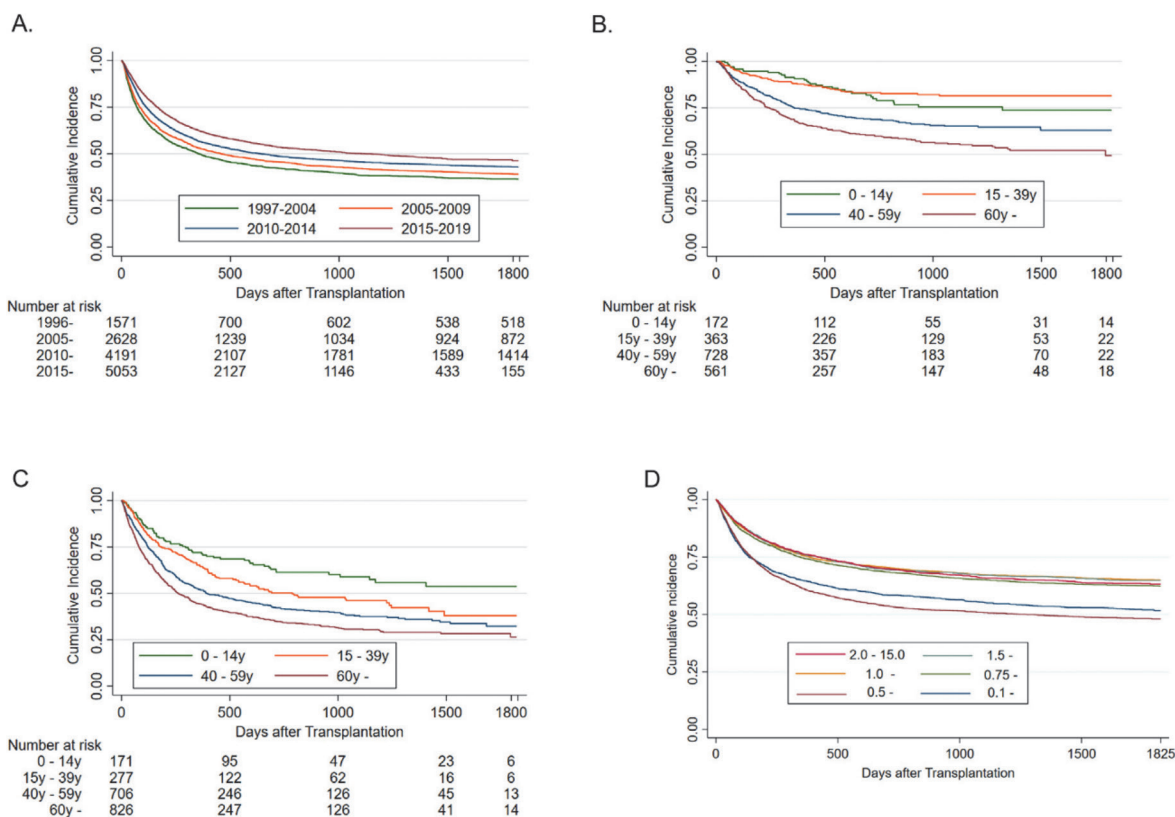 A.
Cumulative Incidence
1.00
0.75
0.50
0.25
0.00
1997-2004 2005-2009
2010-2014 2015-2019
0 500 1000 1500 1800
Days after Transplantation
Number at risk
1996- 1571 700 602 538 518
2005- 2628 1239 1034 924 872
2010- 4191 2107 1781 1589 1414
2015- 5053 2127 1146 433 155
B.
Cumulative Incidence
1.00
0.75
0.50
0.25
0.00
0 - 14y 15 - 39y
40 - 59y 60y -
0 500 1000 1500 1800
Days after Transplantation
Number at risk
0 - 14y 172 112 55 31 14
15y - 39y 363 226 129 53 22
40y - 59y 728 357 183 70 22
60y - 561 257 147 48 18
C
Cumulative Incidence
1.00
0.75
0.50
0.25
0.00
0 - 14y 15 - 39y
40 - 59y 60y -
0 500 1000 1500 1800
Days after Transplantation
Number at risk
0 - 14y 171 95 47 23 6
15y - 39y 277 122 62 16 6
40y - 59y 706 246 126 45 13
60y - 826 247 126 41 14
D
Cumulative Incidence
1.00
0.75
0.50
0.25
0.00
2.0 - 15.0 1.5 -
1.0 - 0.75 -
0.5 - 0.1 -
0 500 1000 1500 1825
Days after Transplantation